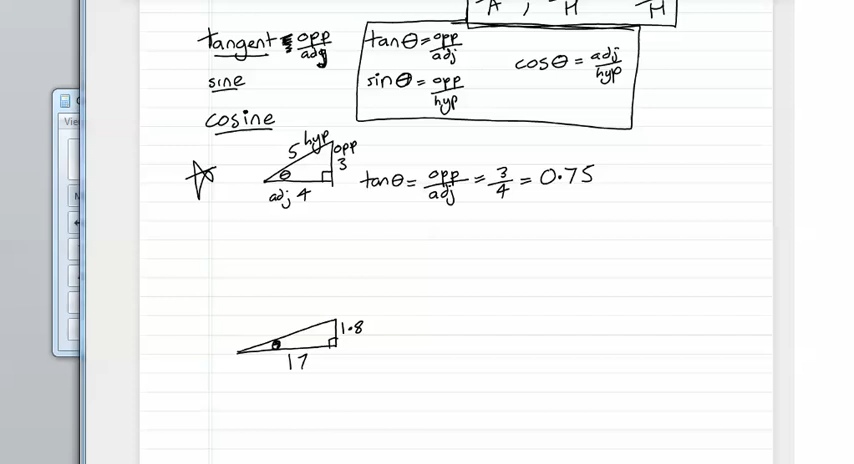 A , H H
tangent = opp/adj
tanθ = opp/adj
cosθ = adj/hyp
sine
sinθ = opp/hyp
cosine
5 hyp opp
θ 3
adj 4
tanθ = opp/adj = 3/4 = 0.75
1.8
θ
17